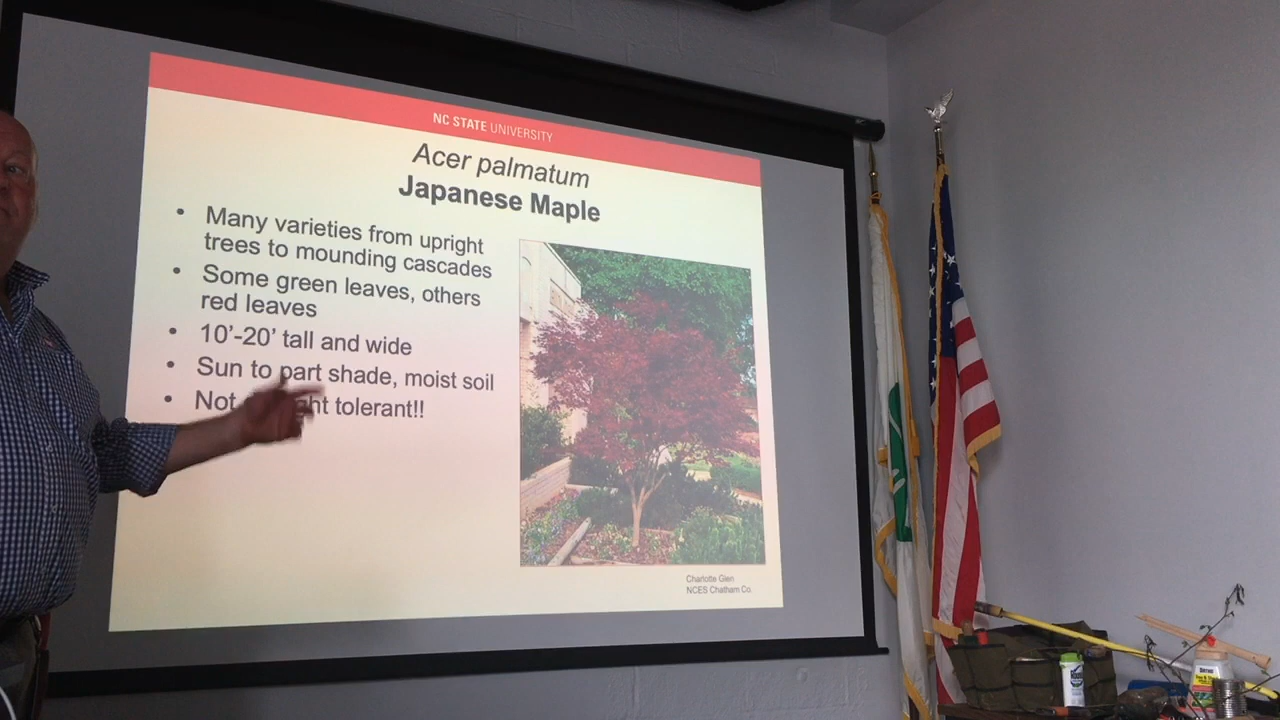 NC STATE UNIVERSITY
Acer palmatum
Japanese Maple
• Many varieties from upright
trees to mounding cascades
• Some green leaves, others
red leaves
• 10'-20' tall and wide
• Sun to part shade, moist soil
• Not ht tolerant!!
Charlotte Glen
NCES Chatham Co.